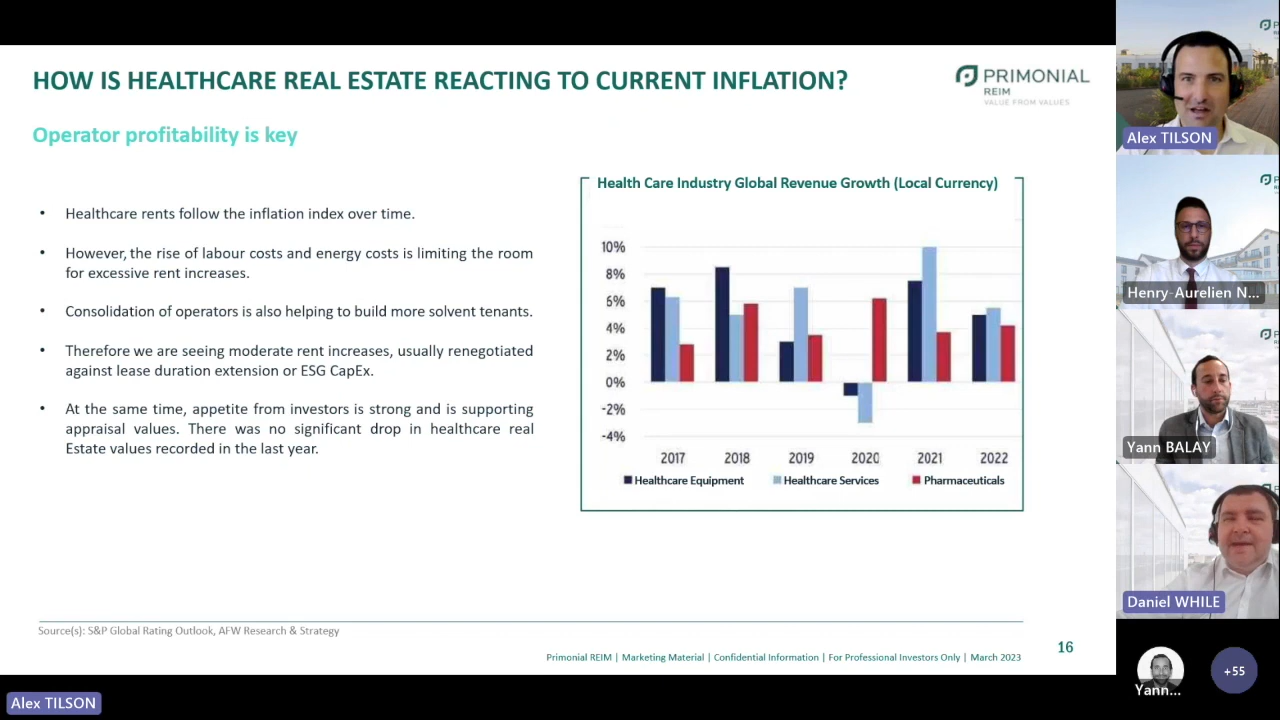 HOW IS HEALTHCARE REAL ESTATE REACTING TO CURRENT INFLATION?
PRIMONIAL
REIM
VALUE FROM VALUES
Operator profitability is key
• Healthcare rents follow the inflation index over time.
• However, the rise of labour costs and energy costs is limiting the room
for excessive rent increases.
• Consolidation of operators is also helping to build more solvent tenants.
• Therefore we are seeing moderate rent increases, usually renegotiated
against lease duration extension or ESG CapEx.
• At the same time, appetite from investors is strong and is supporting
appraisal values. There was no significant drop in healthcare real
Estate values recorded in the last year.
Health Care Industry Global Revenue Growth (Local Currency)
10%
8%
6%
4%
2%
0%
-2%
-4%
2017 2018 2019 2020 2021 2022
Healthcare Equipment Healthcare Services Pharmaceuticals
Source(s): S&P Global Rating Outlook, AFW Research & Strategy
Primonial REIM | Marketing Material | Confidential Information | For Professional Investors Only | March 2023
16
Alex TILSON
Henry-Aurelien N...
Yann BALAY
Daniel WHILE
Yann...
+55
Alex TILSON